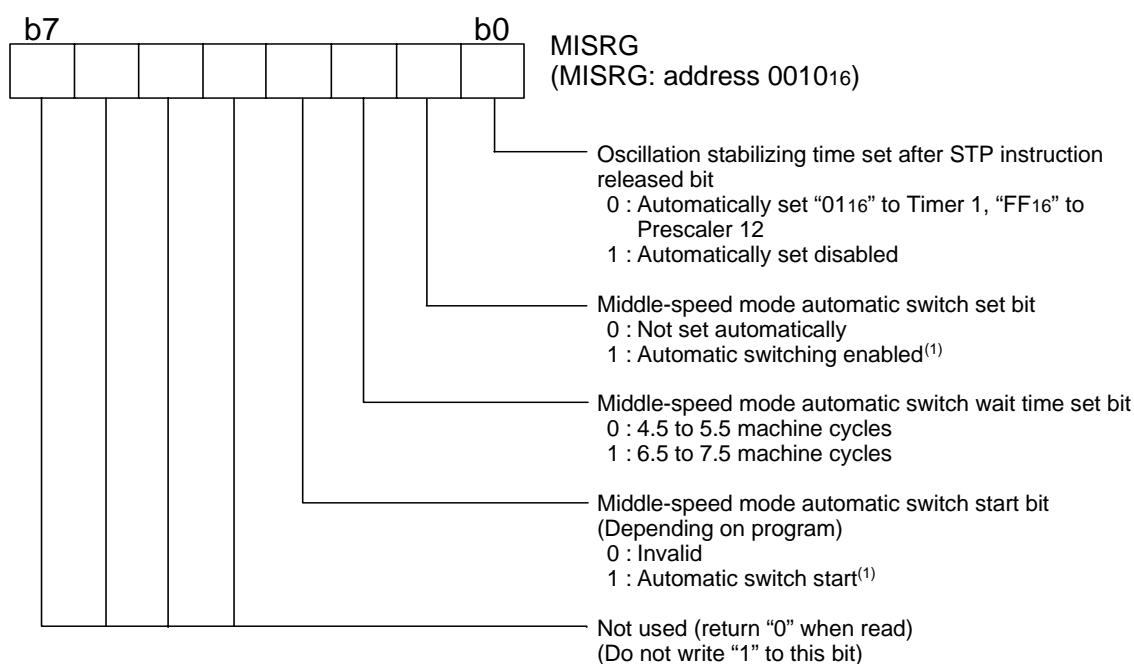 b7 b0
MISRG
(MISRG: address 001016)
Oscillation stabilizing time set after STP instruction
released bit
0 : Automatically set “0116” to Timer 1, “FF16” to
Prescaler 12
1 : Automatically set disabled
Middle-speed mode automatic switch set bit
0 : Not set automatically
1 : Automatic switching enabled(1)
Middle-speed mode automatic switch wait time set bit
0 : 4.5 to 5.5 machine cycles
1 : 6.5 to 7.5 machine cycles
Middle-speed mode automatic switch start bit
(Depending on program)
0 : Invalid
1 : Automatic switch start(1)
Not used (return “0” when read)
(Do not write “1” to this bit)